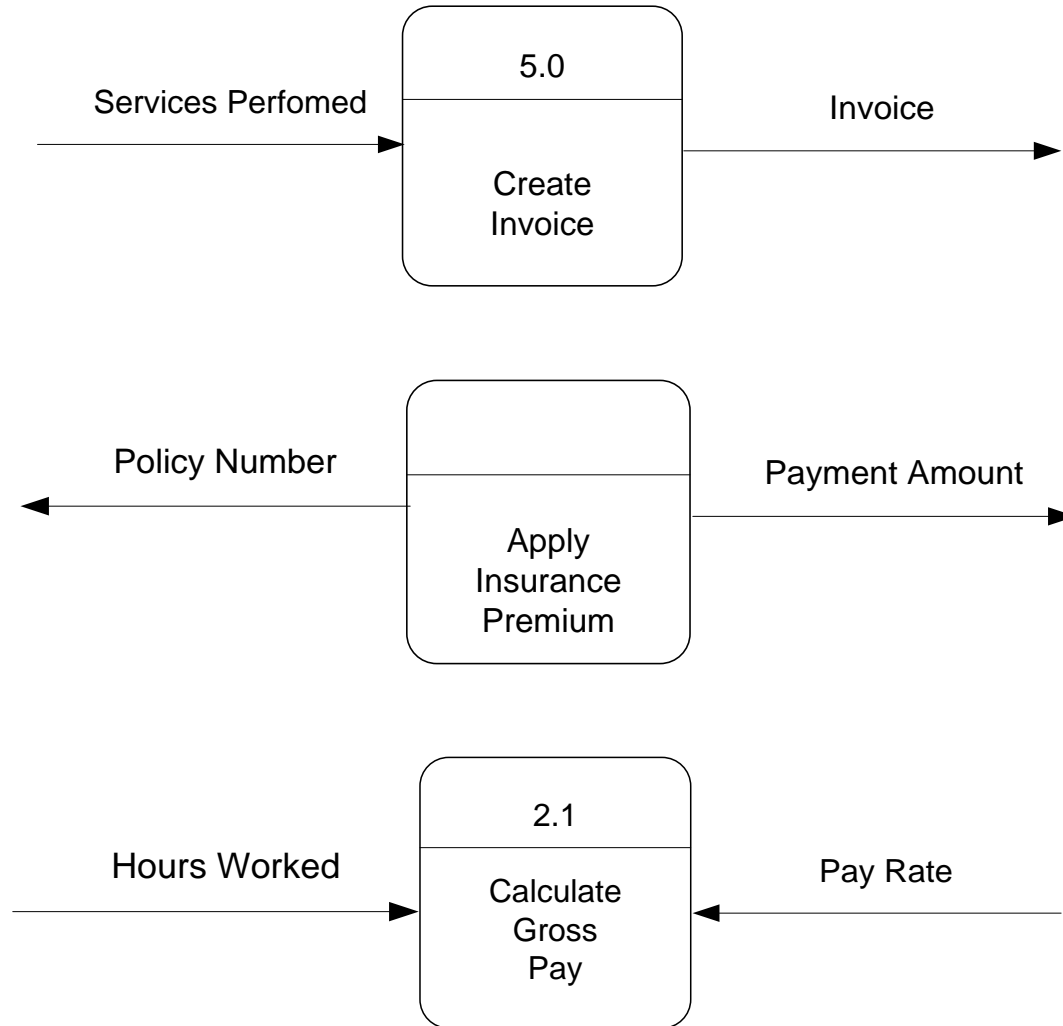 5.0
Services Perfomed
Invoice
Create
Invoice
Policy Number
Payment Amount
Apply
Insurance
Premium
2.1
Hours Worked
Pay Rate
Calculate
Gross
Pay